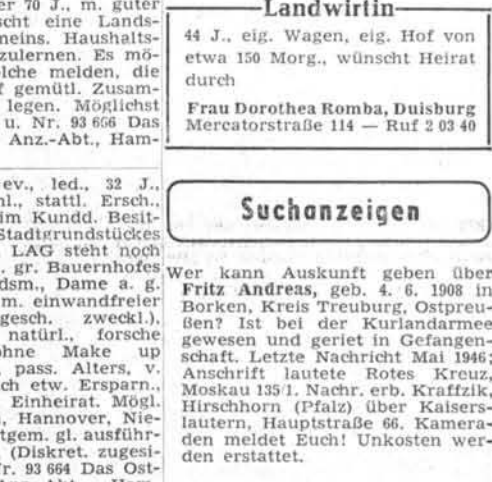 er 70 J., m. guter
cht eine Lands-
neins. Haushalts-
zulernen. Es mö-
lche melden, die
f gemütl. Zusam-
legen. Möglichst
u. Nr. 93 656 Das
Anz.-Abt., Ham-
ev., led., 32 J.,
nl., stattl. Ersch.,
im Kundd. Besit-
Stadtgrundstückes
LAG steht noch
. gr. Bauernhofes
dsm., Dame a. g.
m. einwandfreier
gesch. zweckl.),
natürl., forsche
ohne Make up
pass. Alters, v.
ch etw. Ersparn.,
Einheirat. Mögl.
, Hannover, Nie-
tgem. gl. ausführ-
(Diskret. zugesi-
r. 93 664 Das Ost-
Landwirtin
44 J., eig. Wagen, eig. Hof von
etwa 150 Morg., wünscht Heirat
durch
Frau Dorothea Romba, Duisburg
Mercatorstraße 114 — Ruf 2 03 40
Suchanzeigen
Wer kann Auskunft geben über
Fritz Andreas, geb. 4. 6. 1908 in
Borken, Kreis Treuburg, Ostpreu-
ßen? Ist bei der Kurlandarmee
gewesen und geriet in Gefangen-
schaft. Letzte Nachricht Mai 1946;
Anschrift lautete Rotes Kreuz,
Moskau 135/1. Nachr. erb. Kraffzik,
Hirschhorn (Pfalz) über Kaisers-
lautern, Hauptstraße 66. Kamera-
den meldet Euch! Unkosten wer-
den erstattet.